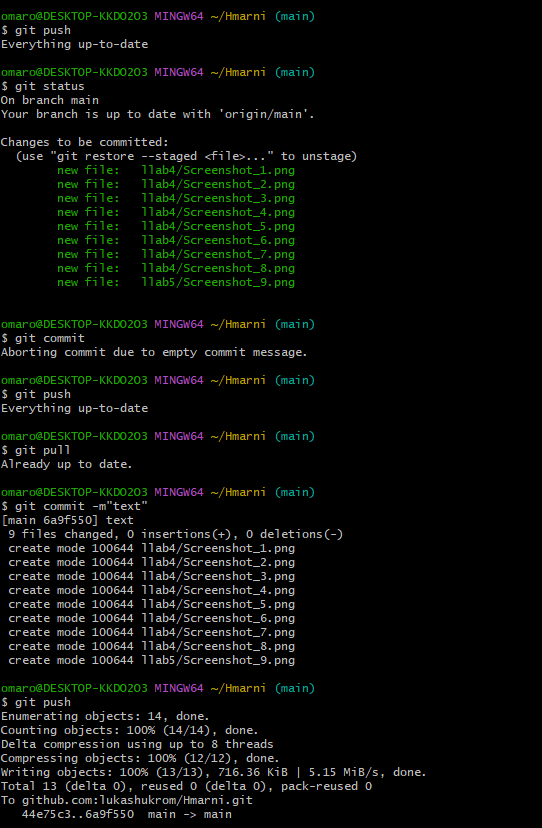 omaro@DESKTOP-KKDO2O3 MINGW64 ~/Hmarni (main)
$ git push
Everything up-to-date
omaro@DESKTOP-KKDO2O3 MINGW64 ~/Hmarni (main)
$ git status
On branch main
Your branch is up to date with 'origin/main'.
Changes to be committed:
  (use "git restore --staged <file>..." to unstage)
        new file:   llab4/Screenshot_1.png
        new file:   llab4/Screenshot_2.png
        new file:   llab4/Screenshot_3.png
        new file:   llab4/Screenshot_4.png
        new file:   llab4/Screenshot_5.png
        new file:   llab4/Screenshot_6.png
        new file:   llab4/Screenshot_7.png
        new file:   llab4/Screenshot_8.png
        new file:   llab5/Screenshot_9.png
omaro@DESKTOP-KKDO2O3 MINGW64 ~/Hmarni (main)
$ git commit
Aborting commit due to empty commit message.
omaro@DESKTOP-KKDO2O3 MINGW64 ~/Hmarni (main)
$ git push
Everything up-to-date
omaro@DESKTOP-KKDO2O3 MINGW64 ~/Hmarni (main)
$ git pull
Already up to date.
omaro@DESKTOP-KKDO2O3 MINGW64 ~/Hmarni (main)
$ git commit -m"text"
[main 6a9f550] text
 9 files changed, 0 insertions(+), 0 deletions(-)
 create mode 100644 llab4/Screenshot_1.png
 create mode 100644 llab4/Screenshot_2.png
 create mode 100644 llab4/Screenshot_3.png
 create mode 100644 llab4/Screenshot_4.png
 create mode 100644 llab4/Screenshot_5.png
 create mode 100644 llab4/Screenshot_6.png
 create mode 100644 llab4/Screenshot_7.png
 create mode 100644 llab4/Screenshot_8.png
 create mode 100644 llab5/Screenshot_9.png
omaro@DESKTOP-KKDO2O3 MINGW64 ~/Hmarni (main)
$ git push
Enumerating objects: 14, done.
Counting objects: 100% (14/14), done.
Delta compression using up to 8 threads
Compressing objects: 100% (12/12), done.
Writing objects: 100% (13/13), 716.36 KiB | 5.15 MiB/s, done.
Total 13 (delta 0), reused 0 (delta 0), pack-reused 0
To github.com:lukashukrom/Hmarni.git
   44e75c3..6a9f550  main -> main